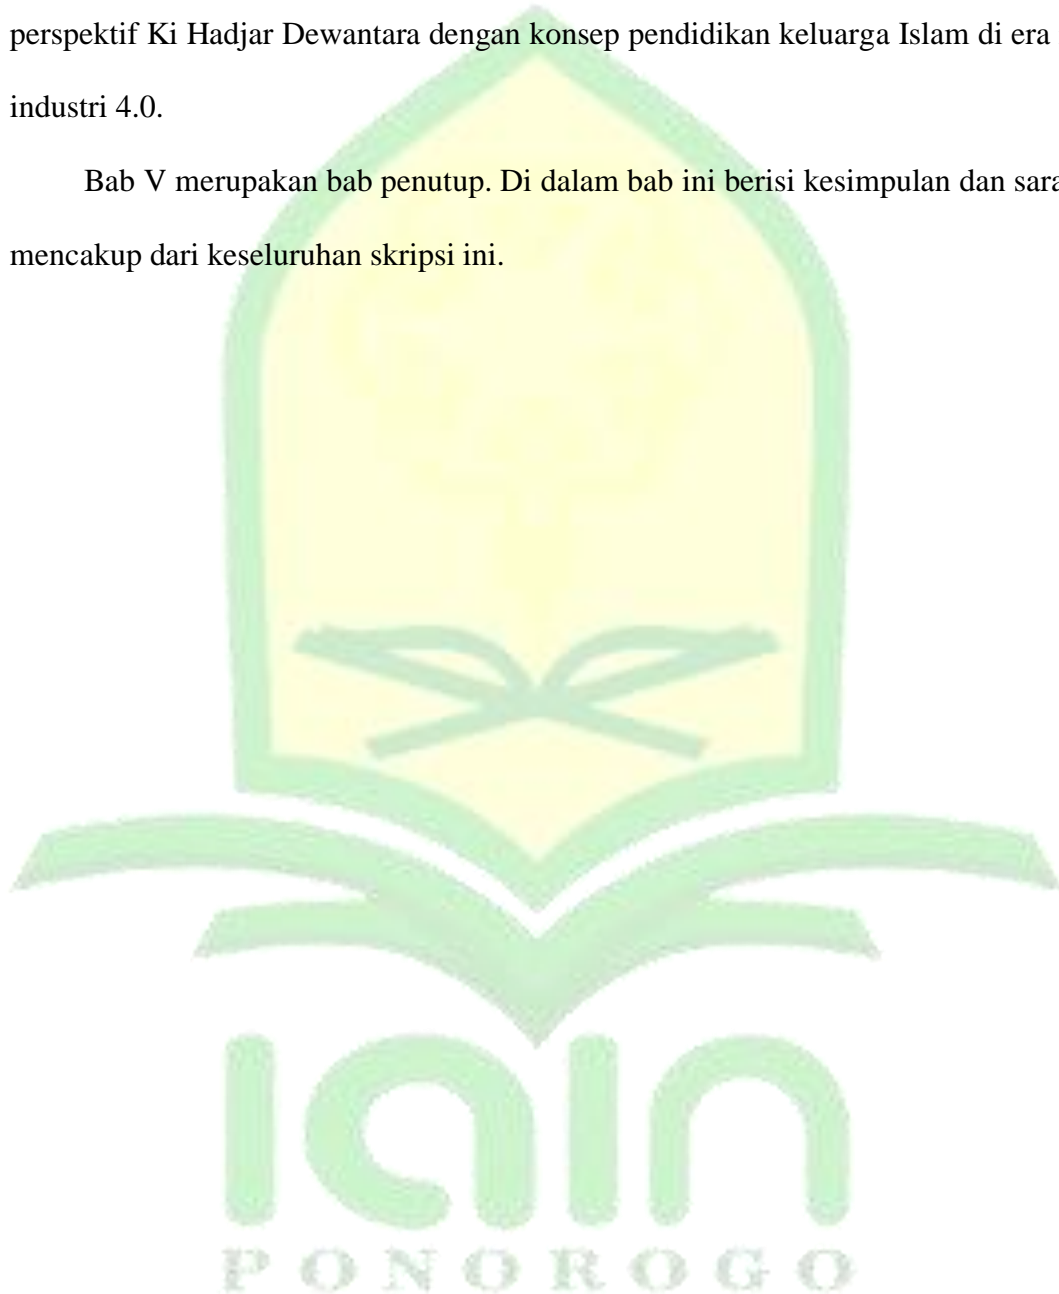 perspektif Ki Hadjar Dewantara dengan konsep pendidikan keluarga Islam di era
industri 4.0.
Bab V merupakan bab penutup. Di dalam bab ini berisi kesimpulan dan sara
mencakup dari keseluruhan skripsi ini.
iain
PONOROGO